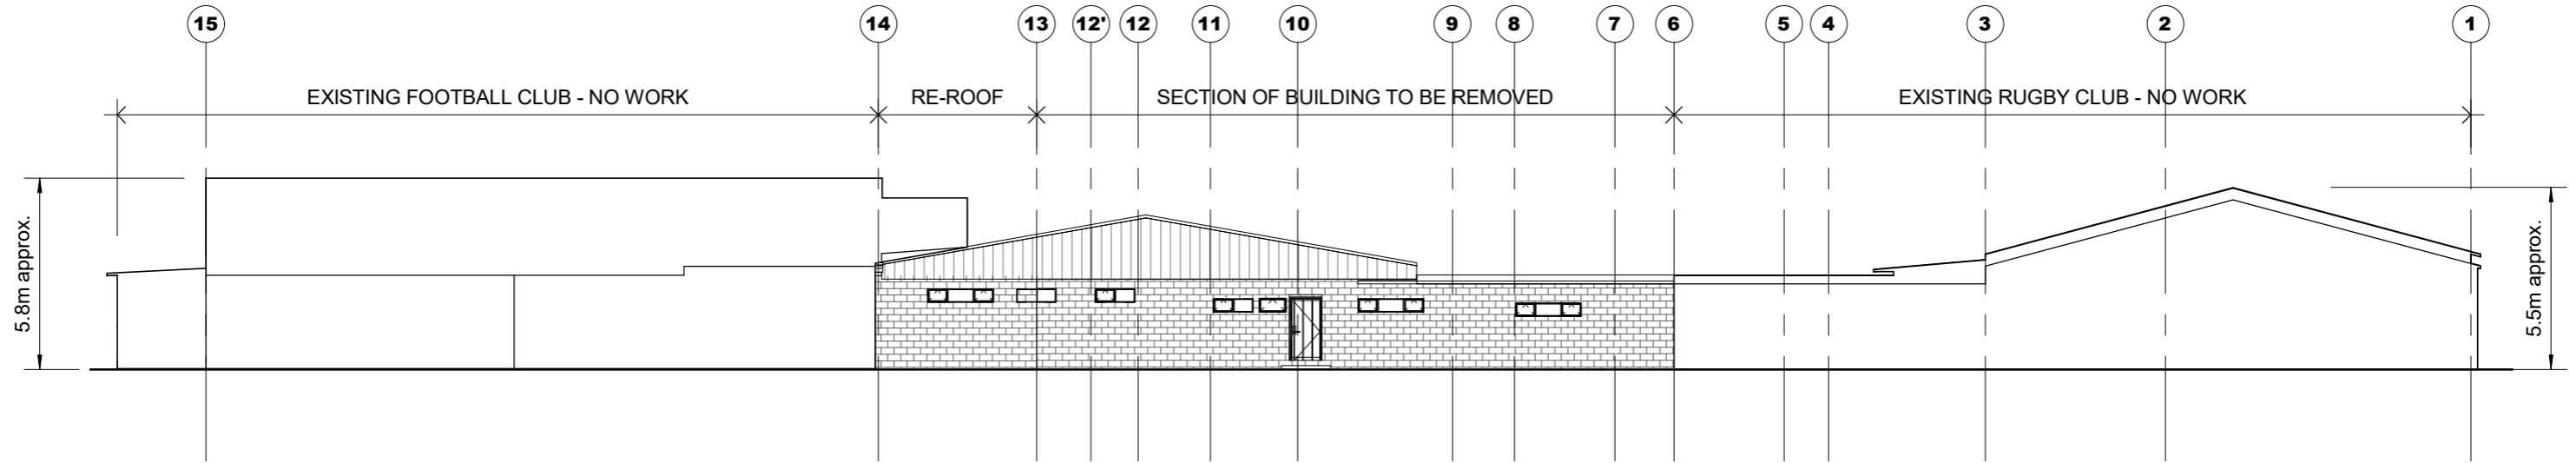 15 14 13 12' 12 11 10 9 8 7 6 5 4 3 2 1
EXISTING FOOTBALL CLUB - NO WORK RE-ROOF SECTION OF BUILDING TO BE REMOVED EXISTING RUGBY CLUB - NO WORK
5.8m approx.
5.5m approx.